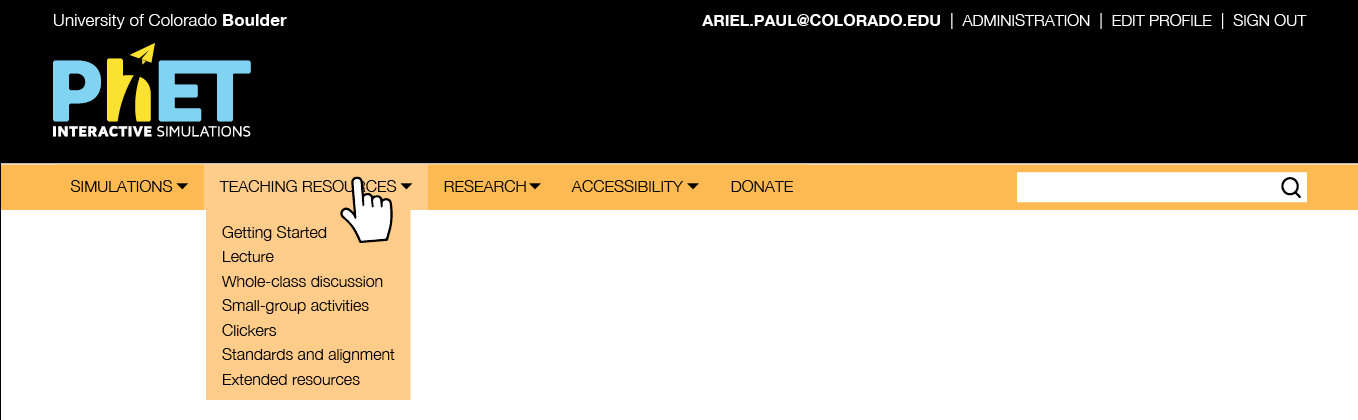 University of Colorado Boulder
ARIEL.PAUL@COLORADO.EDU | ADMINISTRATION | EDIT PROFILE | SIGN OUT
PhET
INTERACTIVE SIMULATIONS
SIMULATIONS TEACHING RESOURCES RESEARCH ACCESSIBILITY DONATE
Getting Started
Lecture
Whole-class discussion
Small-group activities
Clickers
Standards and alignment
Extended resources